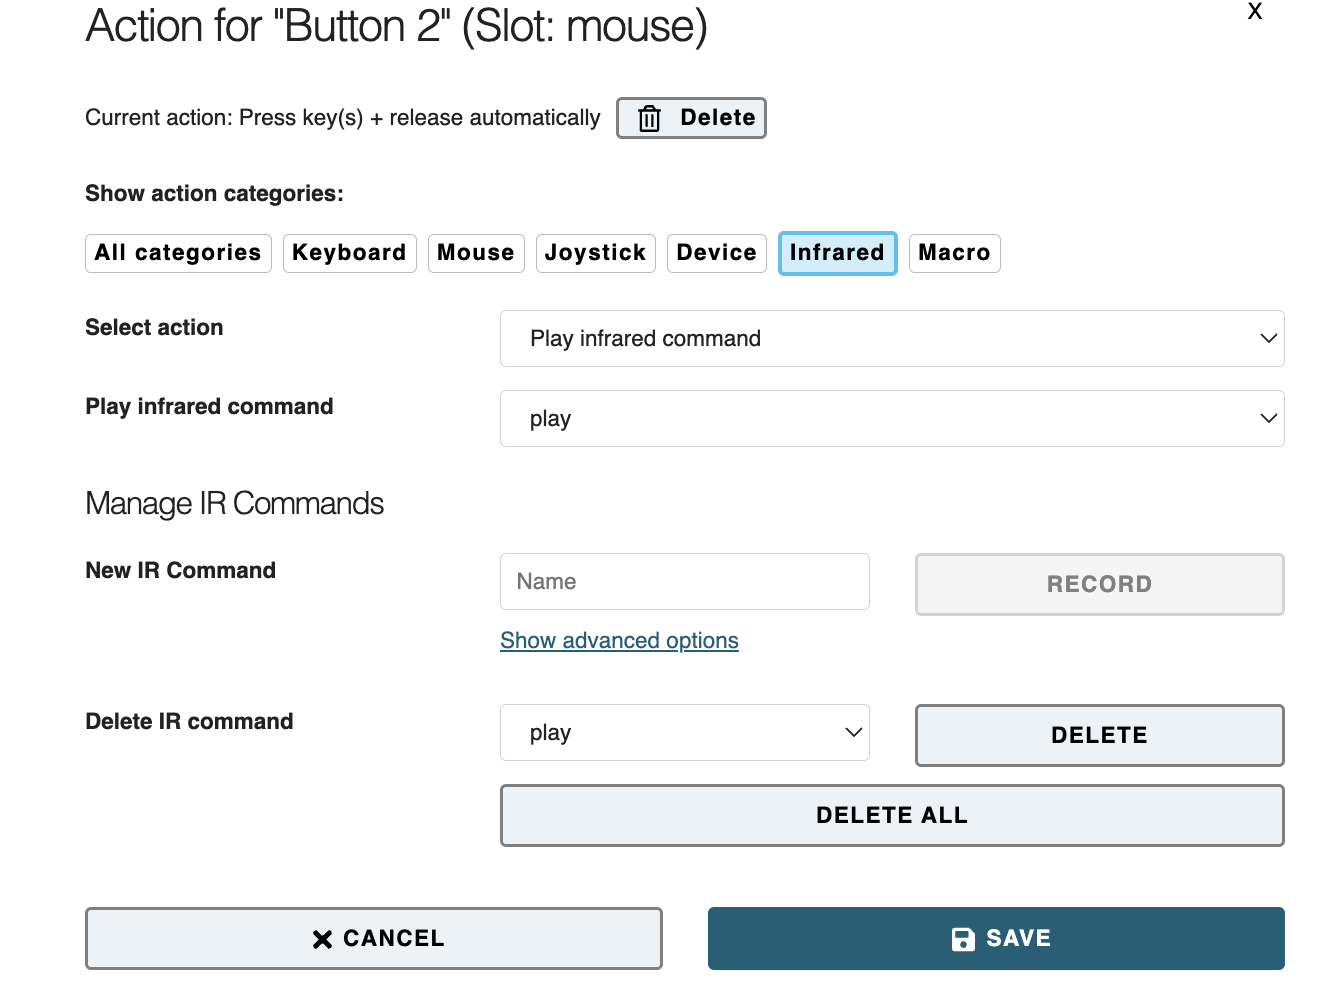 Action for "Button 2" (Slot: mouse)
X
Current action: Press key(s) + release automatically
Delete
Show action categories:
All categories
Keyboard
Mouse
Joystick
Device
Infrared
Macro
Select action
Play infrared command
Play infrared command
play
Manage IR Commands
New IR Command
Name
RECORD
Show advanced options
Delete IR command
play
DELETE
DELETE ALL
CANCEL
SAVE